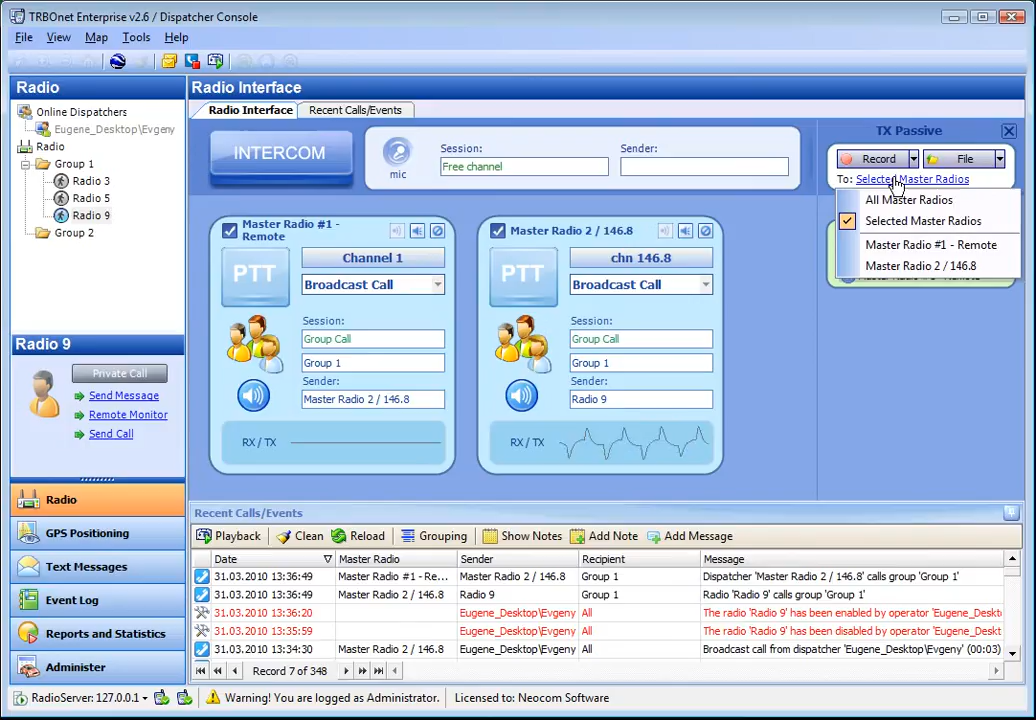 TRBOnet Enterprise v2.6 / Dispatcher Console
File View Map Tools Help
Radio
Online Dispatchers
Eugene_Desktop\Evgeny
Radio
Group 1
Radio 3
Radio 5
Radio 9
Group 2
Radio 9
Private Call
Send Message
Remote Monitor
Send Call
Radio
GPS Positioning
Text Messages
Event Log
Reports and Statistics
Administer
Radio Interface
Radio Interface Recent Calls/Events
INTERCOM
mic
Session: Sender:
Free channel
Master Radio #1 -
Remote
PTT
Channel 1
Broadcast Call
Session:
Group Call
Group 1
Sender:
Master Radio 2 / 146.8
RX / TX
Master Radio 2 / 146.8
PTT
chn 146.8
Broadcast Call
Session:
Group Call
Group 1
Sender:
Radio 9
RX / TX
TX Passive
Record File
To: Selected Master Radios
All Master Radios
Selected Master Radios
Master Radio #1 - Remote
Master Radio 2 / 146.8
Recent Calls/Events
Playback Clean Reload Grouping Show Notes Add Note Add Message
Date Master Radio Sender Recipient Message
31.03.2010 13:36:49 Master Radio #1 - Re... Master Radio 2 / 146.8 Group 1 Dispatcher 'Master Radio 2 / 146.8' calls group 'Group 1'
31.03.2010 13:36:49 Master Radio 2 / 146.8 Radio 9 Group 1 Radio 'Radio 9' calls group 'Group 1'
31.03.2010 13:36:20 Eugene_Desktop\Evgeny All The radio 'Radio 9' has been enabled by operator 'Eugene_Deskt
31.03.2010 13:35:59 Eugene_Desktop\Evgeny All The radio 'Radio 9' has been disabled by operator 'Eugene_Deskt
31.03.2010 13:34:30 Master Radio 2 / 146.8 Eugene_Desktop\Evgeny All Broadcast call from dispatcher 'Eugene_Desktop\Evgeny' (00:03)
Record 7 of 348
RadioServer: 127.0.0.1 Warning! You are logged as Administrator. Licensed to: Neocom Software